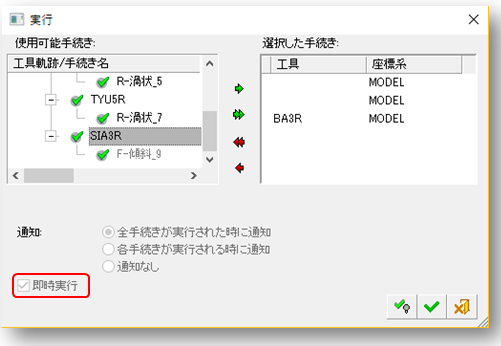 実行
使用可能手続き:
選択した手続き:
工具軌跡/手続き名
工具 座標系
R-渦状_5
MODEL
TYU5R
MODEL
R-渦状_7
BA3R MODEL
SIA3R
F-傾斜_9
通知:
全手続きが実行された時に通知
各手続きが実行される時に通知
通知なし
即時実行